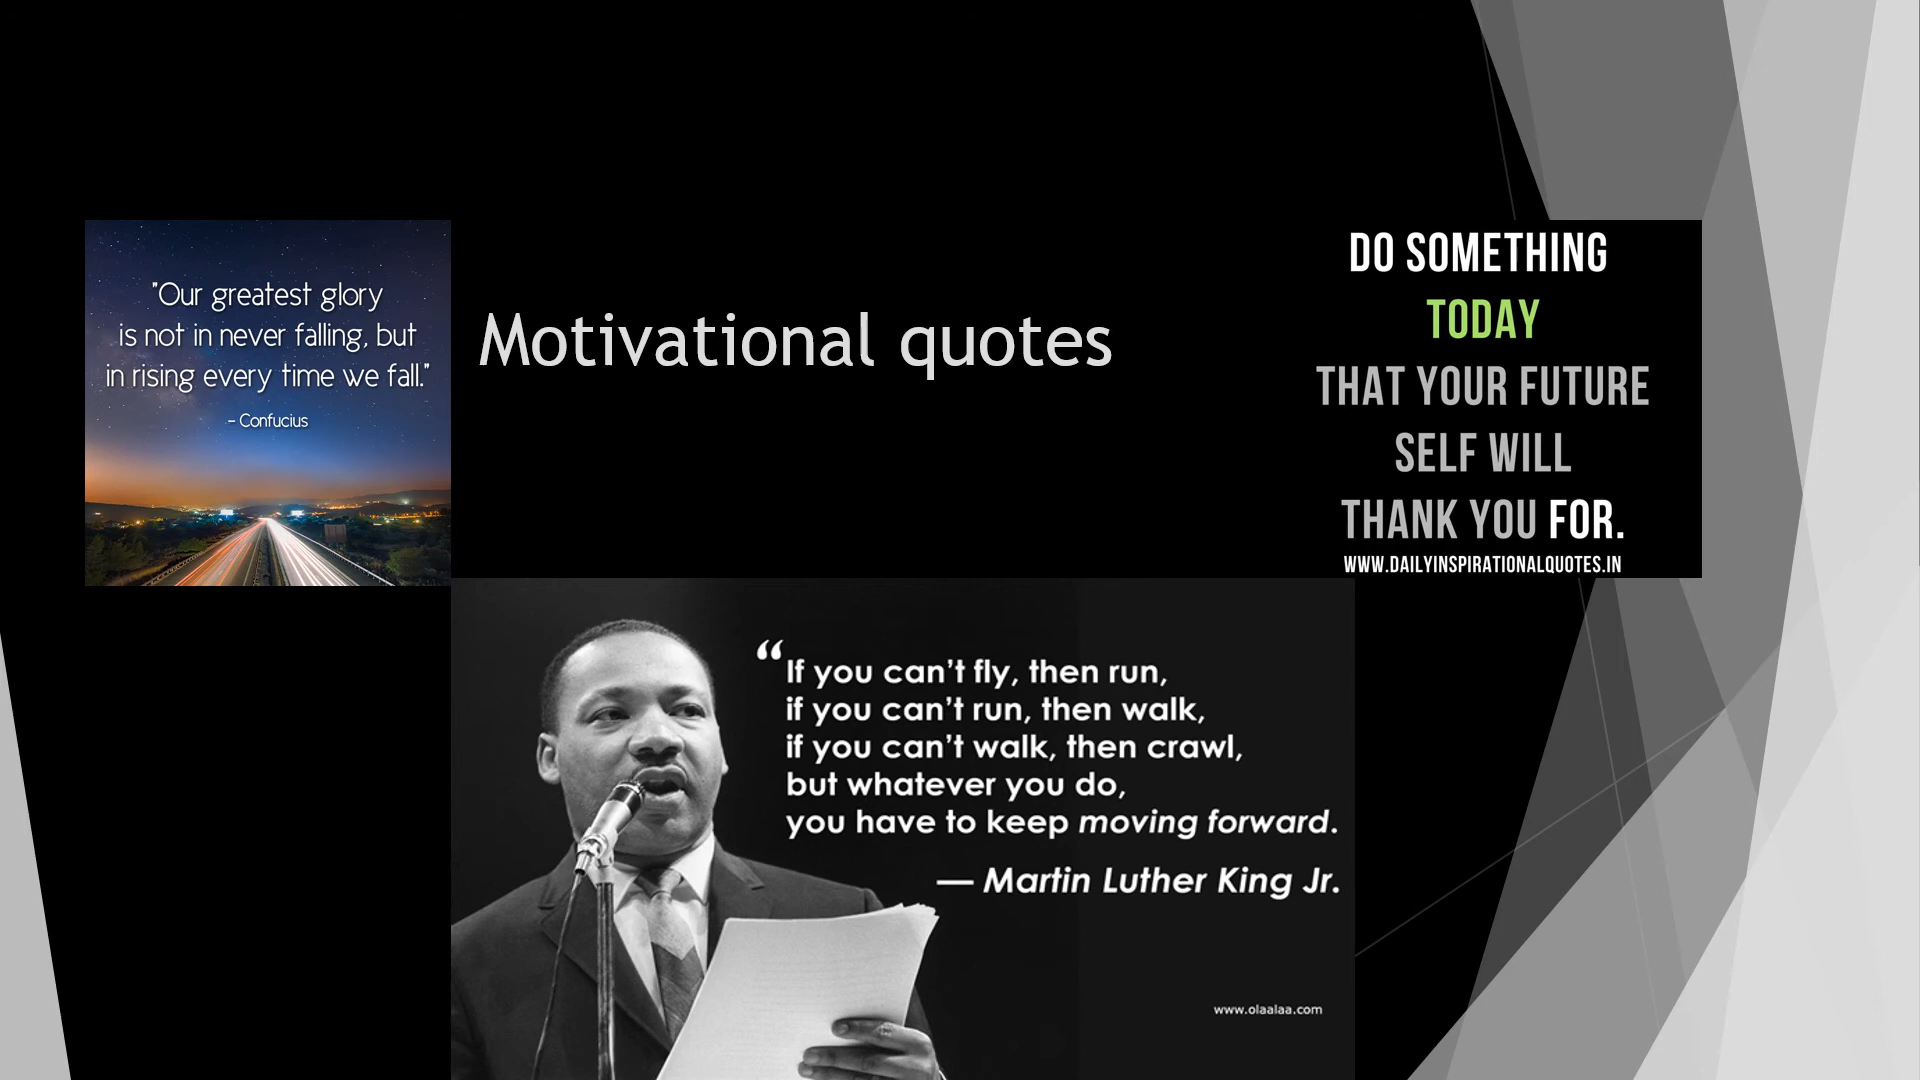 "Our greatest glory
is not in never falling, but
in rising every time we fall."
– Confucius
Motivational quotes
DO SOMETHING
TODAY
THAT YOUR FUTURE
SELF WILL
THANK YOU FOR.
WWW.DAILYINSPIRATIONALQUOTES.IN
“If you can’t fly, then run,
if you can’t run, then walk,
if you can’t walk, then crawl,
but whatever you do,
you have to keep moving forward.
— Martin Luther King Jr.
www.olaalaa.com